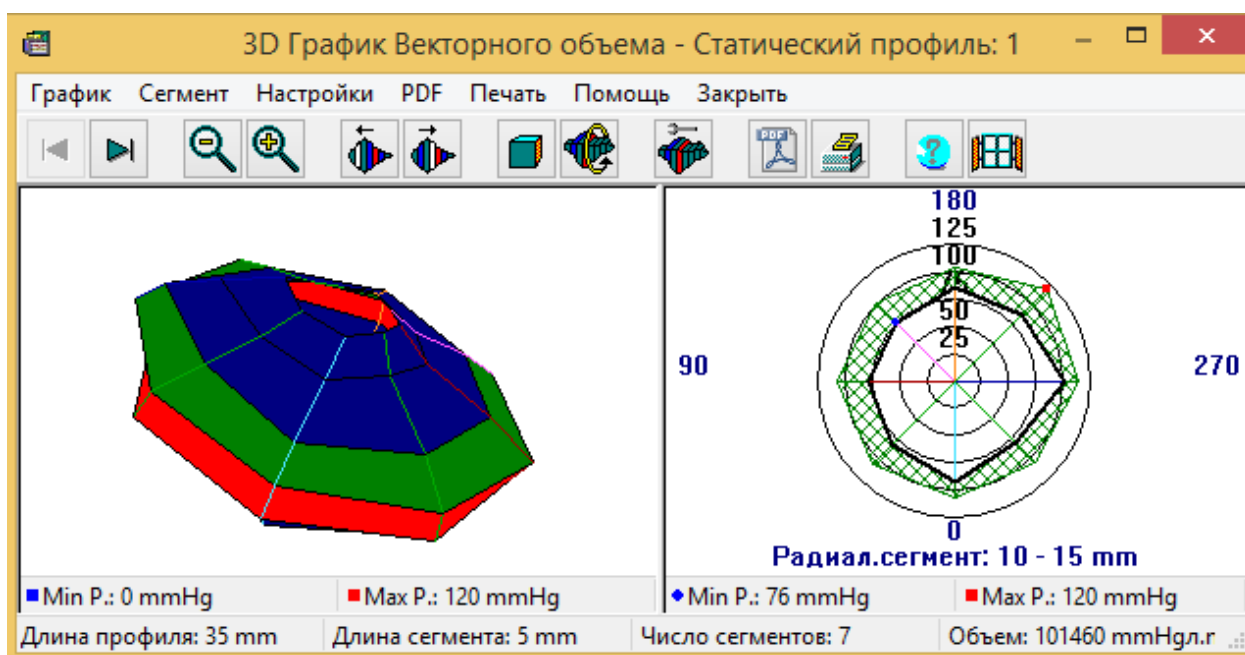 3D График Векторного объема - Статический профиль: 1
График Сегмент Настройки PDF Печать Помощь Закрыть
PDF
180
125
100
75
50
25
90
270
0
Радиал.сегмент: 10 - 15 mm
Min P.: 0 mmHg Max P.: 120 mmHg Min P.: 76 mmHg Max P.: 120 mmHg
Длина профиля: 35 mm Длина сегмента: 5 mm Число сегментов: 7 Объем: 101460 mmHgл.г